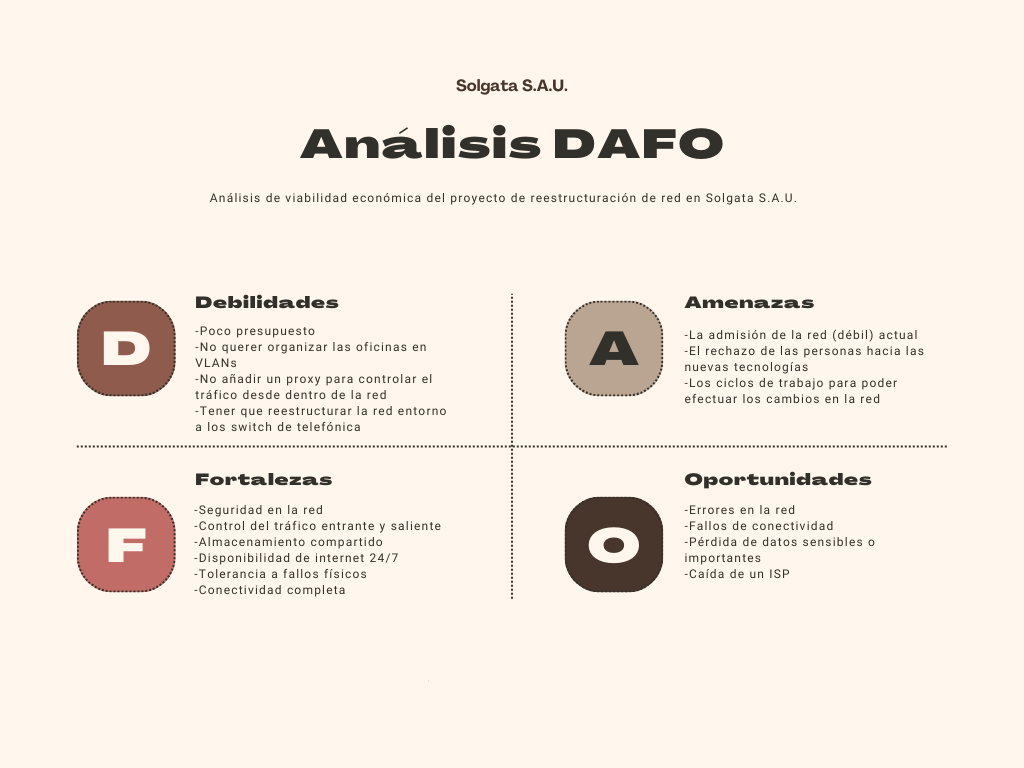 Solgata S.A.U.
Análisis DAFO
Análisis de viabilidad económica del proyecto de reestructuración de red en Solgata S.A.U.
D
Debilidades
-Poco presupuesto
-No querer organizar las oficinas en
VLANs
-No añadir un proxy para controlar el
tráfico desde dentro de la red
-Tener que reestructurar la red entorno
a los switch de telefónica
A
Amenazas
-La admisión de la red (débil) actual
-El rechazo de las personas hacia las
nuevas tecnologías
-Los ciclos de trabajo para poder
efectuar los cambios en la red
F
Fortalezas
-Seguridad en la red
-Control del tráfico entrante y saliente
-Almacenamiento compartido
-Disponibilidad de internet 24/7
-Tolerancia a fallos físicos
-Conectividad completa
O
Oportunidades
-Errores en la red
-Fallos de conectividad
-Pérdida de datos sensibles o
importantes
-Caída de un ISP